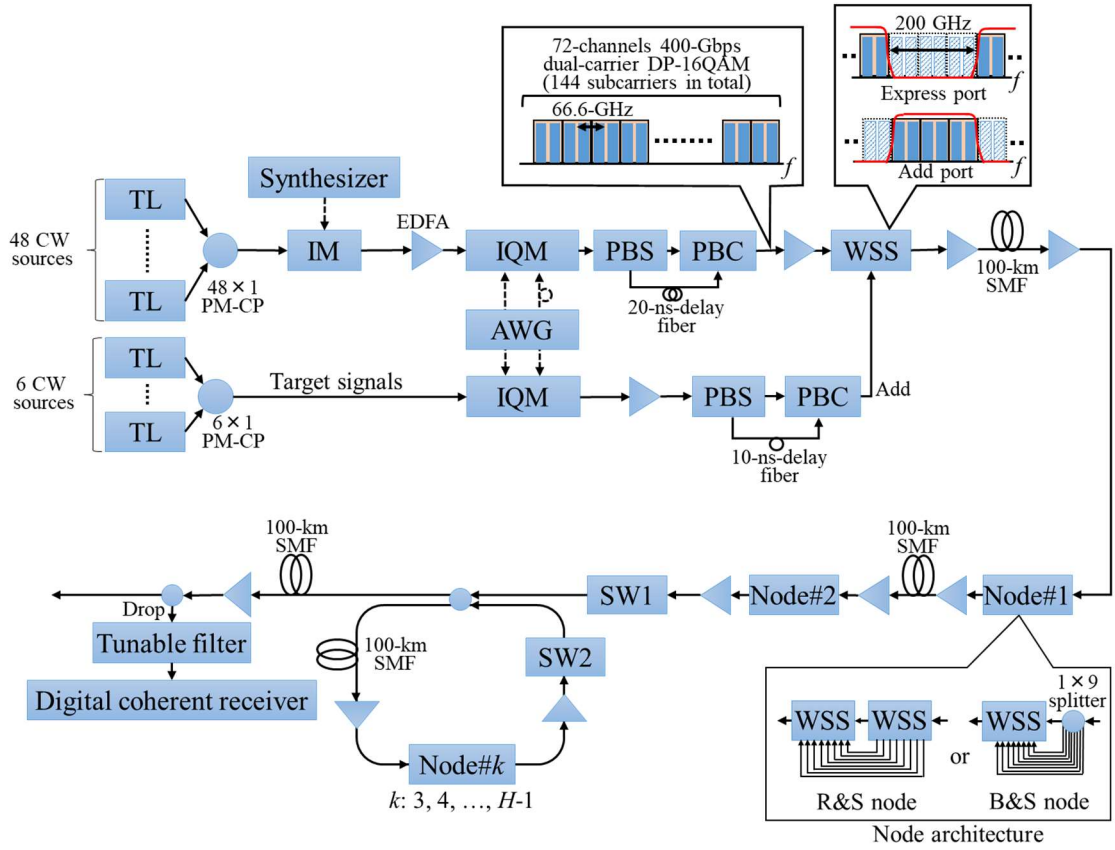 72-channels 400-Gbps
dual-carrier DP-16QAM
(144 subcarriers in total)
66.6-GHz
f
200 GHz
f
Express port
Add port
f
48 CW
sources
TL
TL
48 × 1
PM-CP
Synthesizer
IM
EDFA
IQM
PBS
PBC
20-ns-delay
fiber
WSS
100-km
SMF
AWG
6 CW
sources
TL
TL
6 × 1
PM-CP
Target signals
IQM
PBS
PBC
Add
10-ns-delay
fiber
100-km
SMF
Drop
Tunable filter
Digital coherent receiver
100-km
SMF
SW1
SW2
Node#k
k: 3, 4, …, H-1
Node#2
100-km
SMF
Node#1
WSS
WSS
R&S node
or
1 × 9
splitter
WSS
B&S node
Node architecture